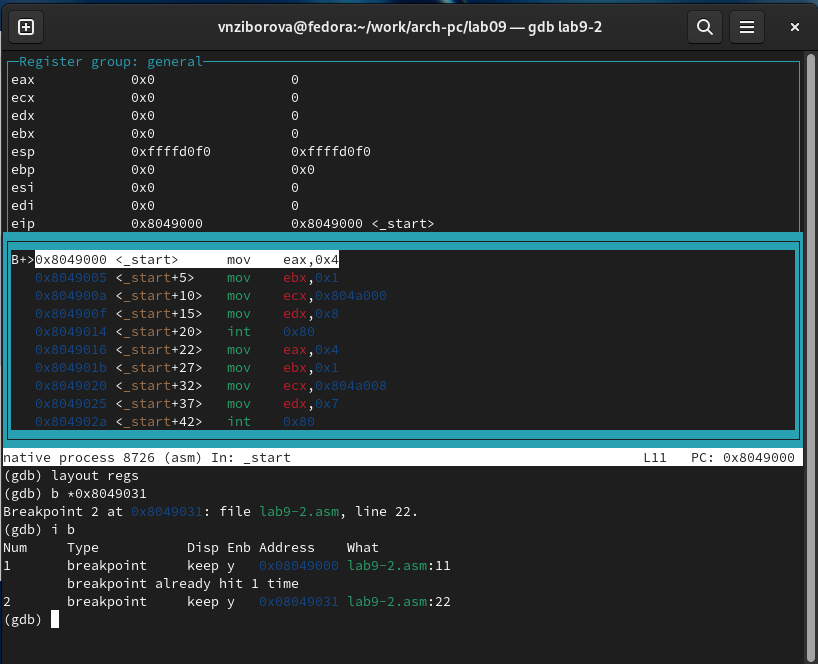 vnziborova@fedora:~/work/arch-pc/lab09 — gdb lab9-2
Register group: general
eax 0x0 0
ecx 0x0 0
edx 0x0 0
ebx 0x0 0
esp 0xffffd0f0 0xffffd0f0
ebp 0x0 0x0
esi 0x0 0
edi 0x0 0
eip 0x8049000 0x8049000 <_start>
B+>0x8049000 <_start> mov eax,0x4
0x8049005 <_start+5> mov ebx,0x1
0x804900a <_start+10> mov ecx,0x804a000
0x804900f <_start+15> mov edx,0x8
0x8049014 <_start+20> int 0x80
0x8049016 <_start+22> mov eax,0x4
0x804901b <_start+27> mov ebx,0x1
0x8049020 <_start+32> mov ecx,0x804a008
0x8049025 <_start+37> mov edx,0x7
0x804902a <_start+42> int 0x80
native process 8726 (asm) In: _start L11 PC: 0x8049000
(gdb) layout regs
(gdb) b *0x8049031
Breakpoint 2 at 0x8049031: file lab9-2.asm, line 22.
(gdb) i b
Num Type Disp Enb Address What
1 breakpoint keep y 0x08049000 lab9-2.asm:11
breakpoint already hit 1 time
2 breakpoint keep y 0x08049031 lab9-2.asm:22
(gdb)